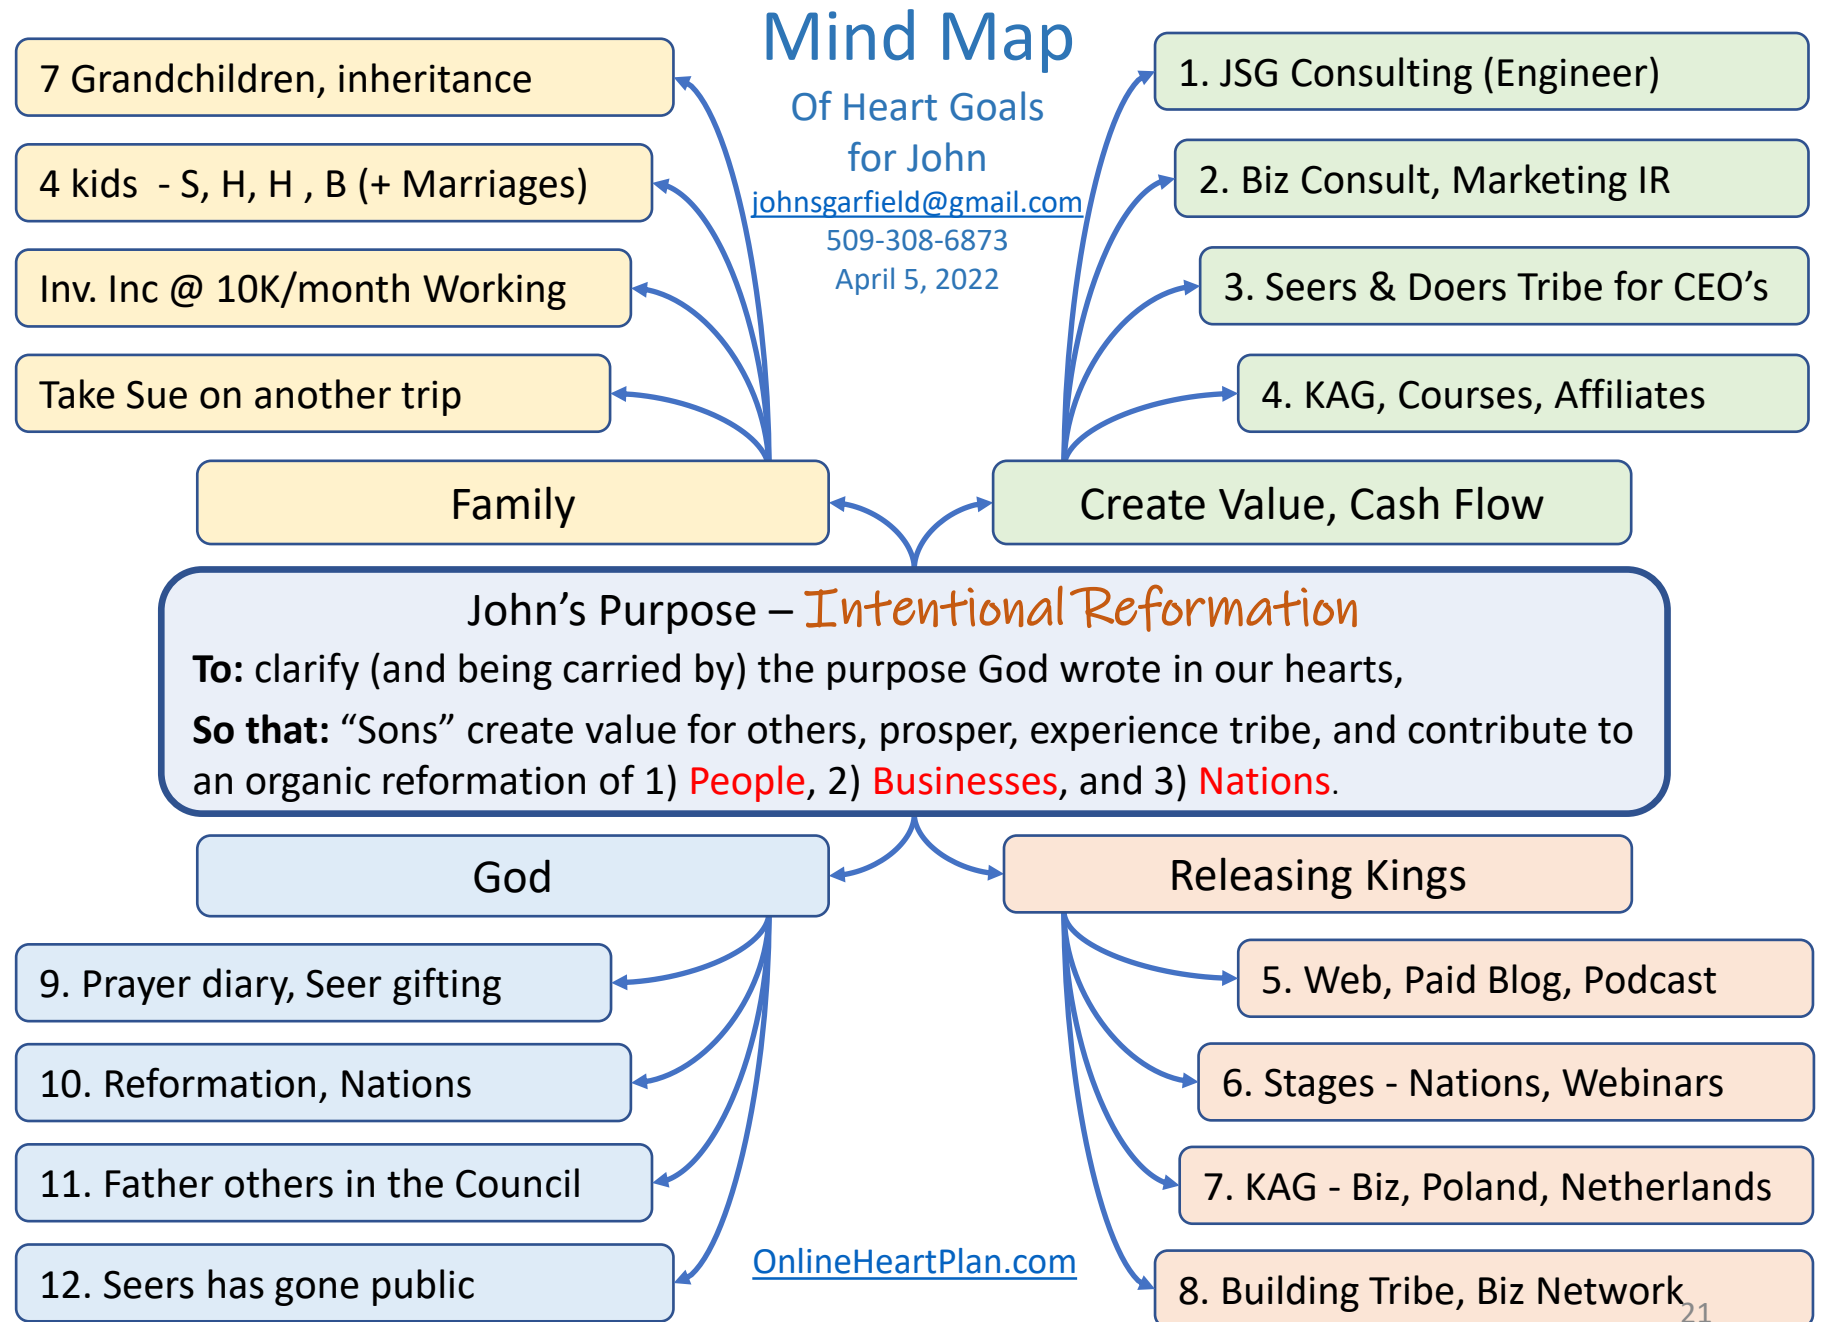 Mind Map
Of Heart Goals
for John
johnsgarfield@gmail.com
509-308-6873
April 5, 2022
7 Grandchildren, inheritance
4 kids  - S, H, H , B (+ Marriages)
Inv. Inc @ 10K/month Working
Take Sue on another trip
Family
1. JSG Consulting (Engineer)
2. Biz Consult, Marketing IR
3. Seers & Doers Tribe for CEO’s
4. KAG, Courses, Affiliates
Create Value, Cash Flow
John’s Purpose – Intentional Reformation
To: clarify (and being carried by) the purpose God wrote in our hearts,
So that: “Sons” create value for others, prosper, experience tribe, and contribute to
an organic reformation of 1) People, 2) Businesses, and 3) Nations.
God
9. Prayer diary, Seer gifting
10. Reformation, Nations
11. Father others in the Council
12. Seers has gone public
Releasing Kings
5. Web, Paid Blog, Podcast
6. Stages - Nations, Webinars
7. KAG - Biz, Poland, Netherlands
8. Building Tribe, Biz Network
OnlineHeartPlan.com
21